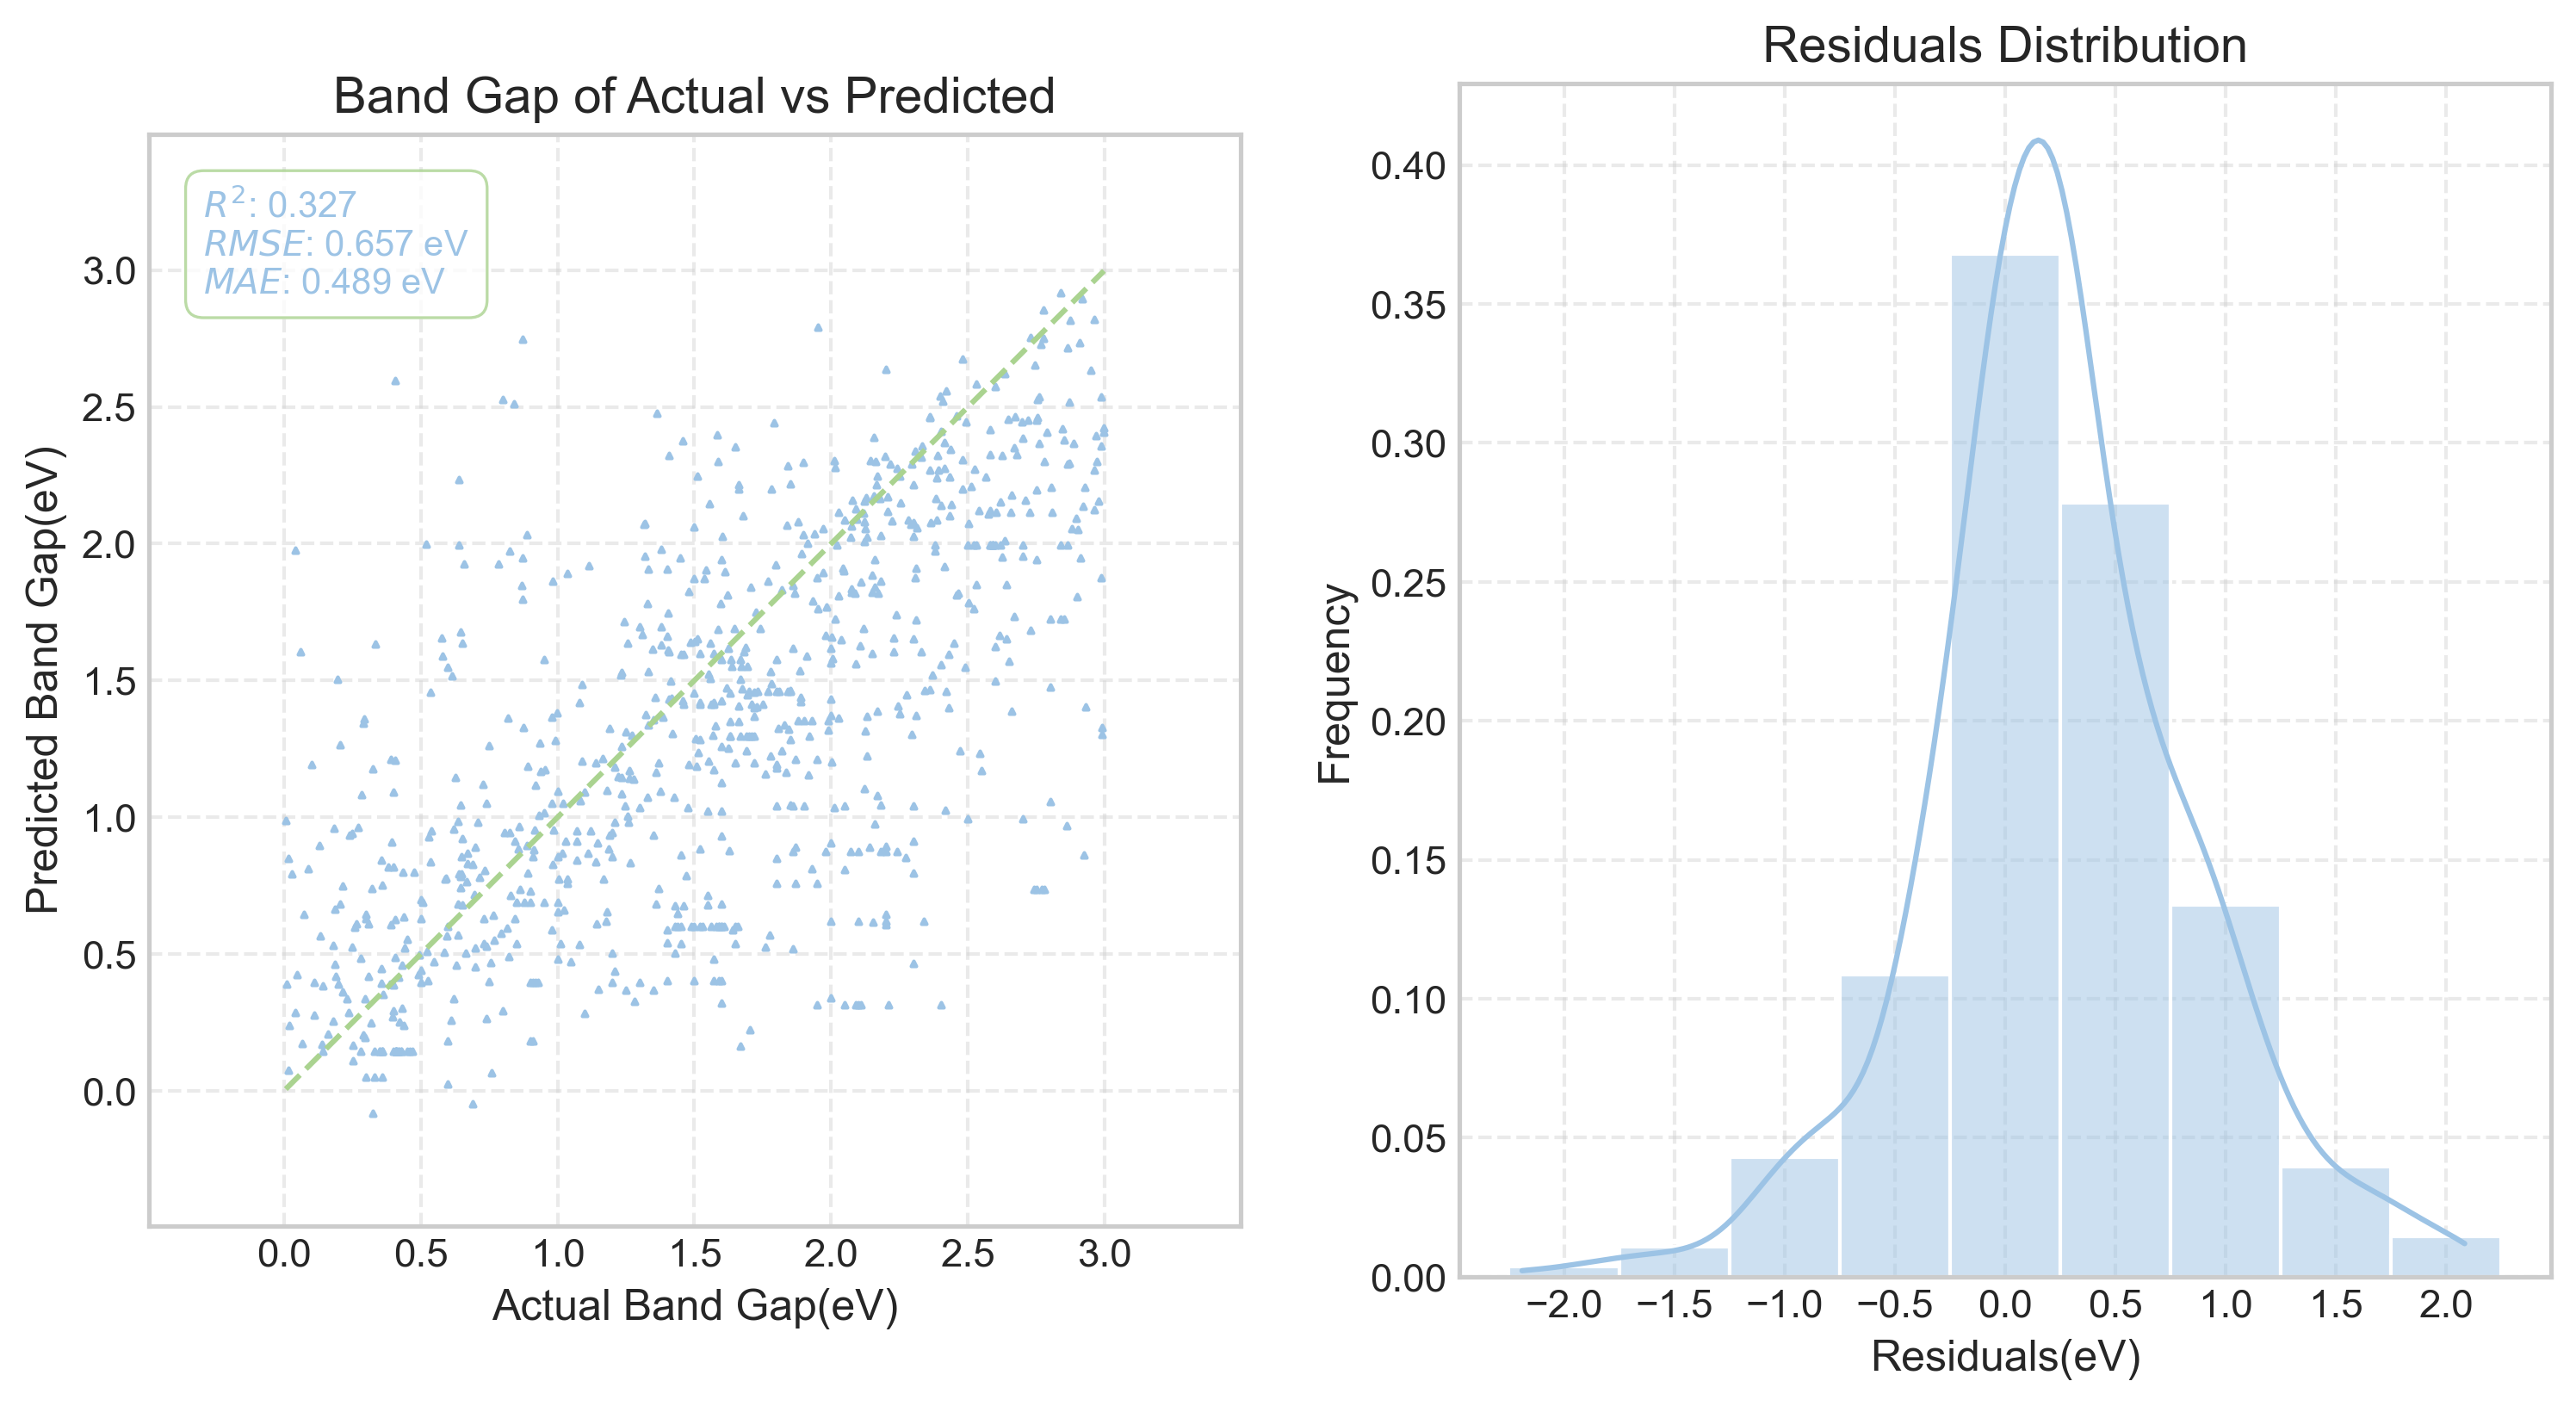 Band Gap of Actual vs Predicted
R²: 0.327
RMSE: 0.657 eV
MAE: 0.489 eV
Predicted Band Gap(eV)
3.0
2.5
2.0
1.5
1.0
0.5
0.0
0.0 0.5 1.0 1.5 2.0 2.5 3.0
Actual Band Gap(eV)
Residuals Distribution
Frequency
0.40
0.35
0.30
0.25
0.20
0.15
0.10
0.05
0.00
−2.0 −1.5 −1.0 −0.5 0.0 0.5 1.0 1.5 2.0
Residuals(eV)